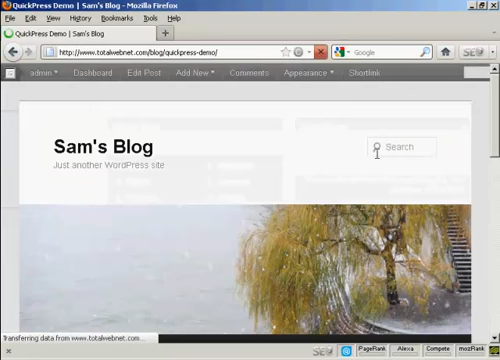 QuickPress Demo | Sam's Blog - Mozilla Firefox
File Edit View History Bookmarks Tools Help
QuickPress Demo | Sam's Blog
http://www.totalwebnet.com/blog/quickpress-demo/
Google
admin Dashboard Edit Post Add New Comments Appearance Shortlink
Sam's Blog
Search
Just another WordPress site
Transferring data from www.totalwebnet.com...
PageRank Alexa Compete mozRank